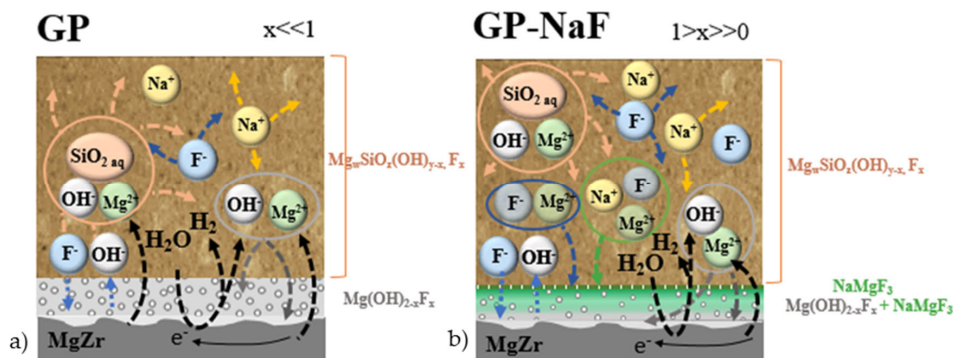 GP
x<<1
Na⁺
SiO₂ aq
Na⁺
F⁻
OH⁻
Mg²⁺
OH⁻
Mg²⁺
H₂O
H₂
F⁻
OH⁻
MgwSiOx(OH)y-x, Fx
Mg(OH)₂₋ₓFₓ
a)
MgZr
e⁻
GP-NaF
1>x>>0
Na⁺
SiO₂ aq
F⁻
Na⁺
F⁻
OH⁻
Mg²⁺
F⁻
Mg²⁺
Na⁺
F⁻
Mg²⁺
OH⁻
Mg²⁺
H₂
H₂O
F⁻
OH⁻
MgwSiOx(OH)y-x, Fx
NaMgF₃
Mg(OH)₂₋ₓFₓ + NaMgF₃
b)
MgZr
e⁻